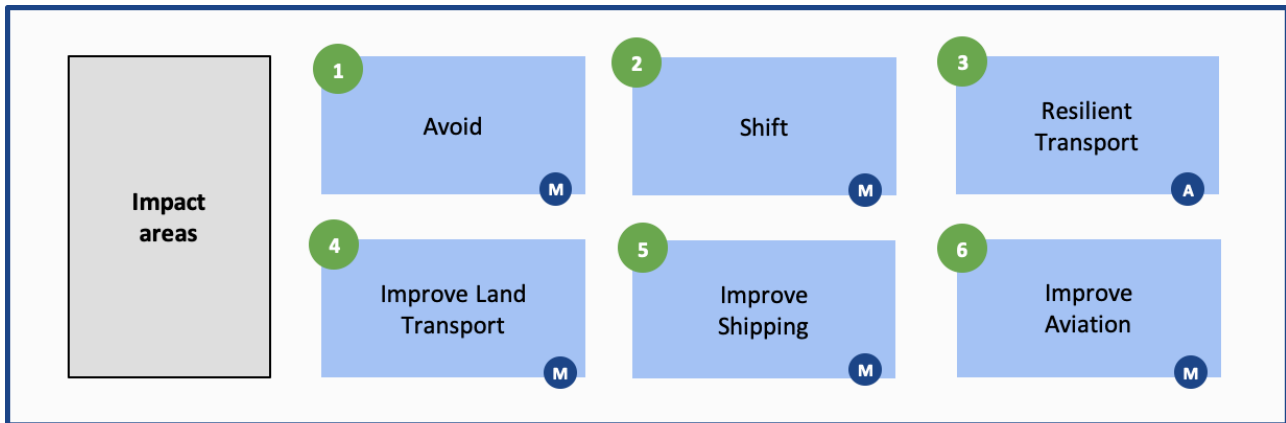 Impact
areas
1
Avoid
M
2
Shift
M
3
Resilient
Transport
A
4
Improve Land
Transport
M
5
Improve
Shipping
M
6
Improve
Aviation
M